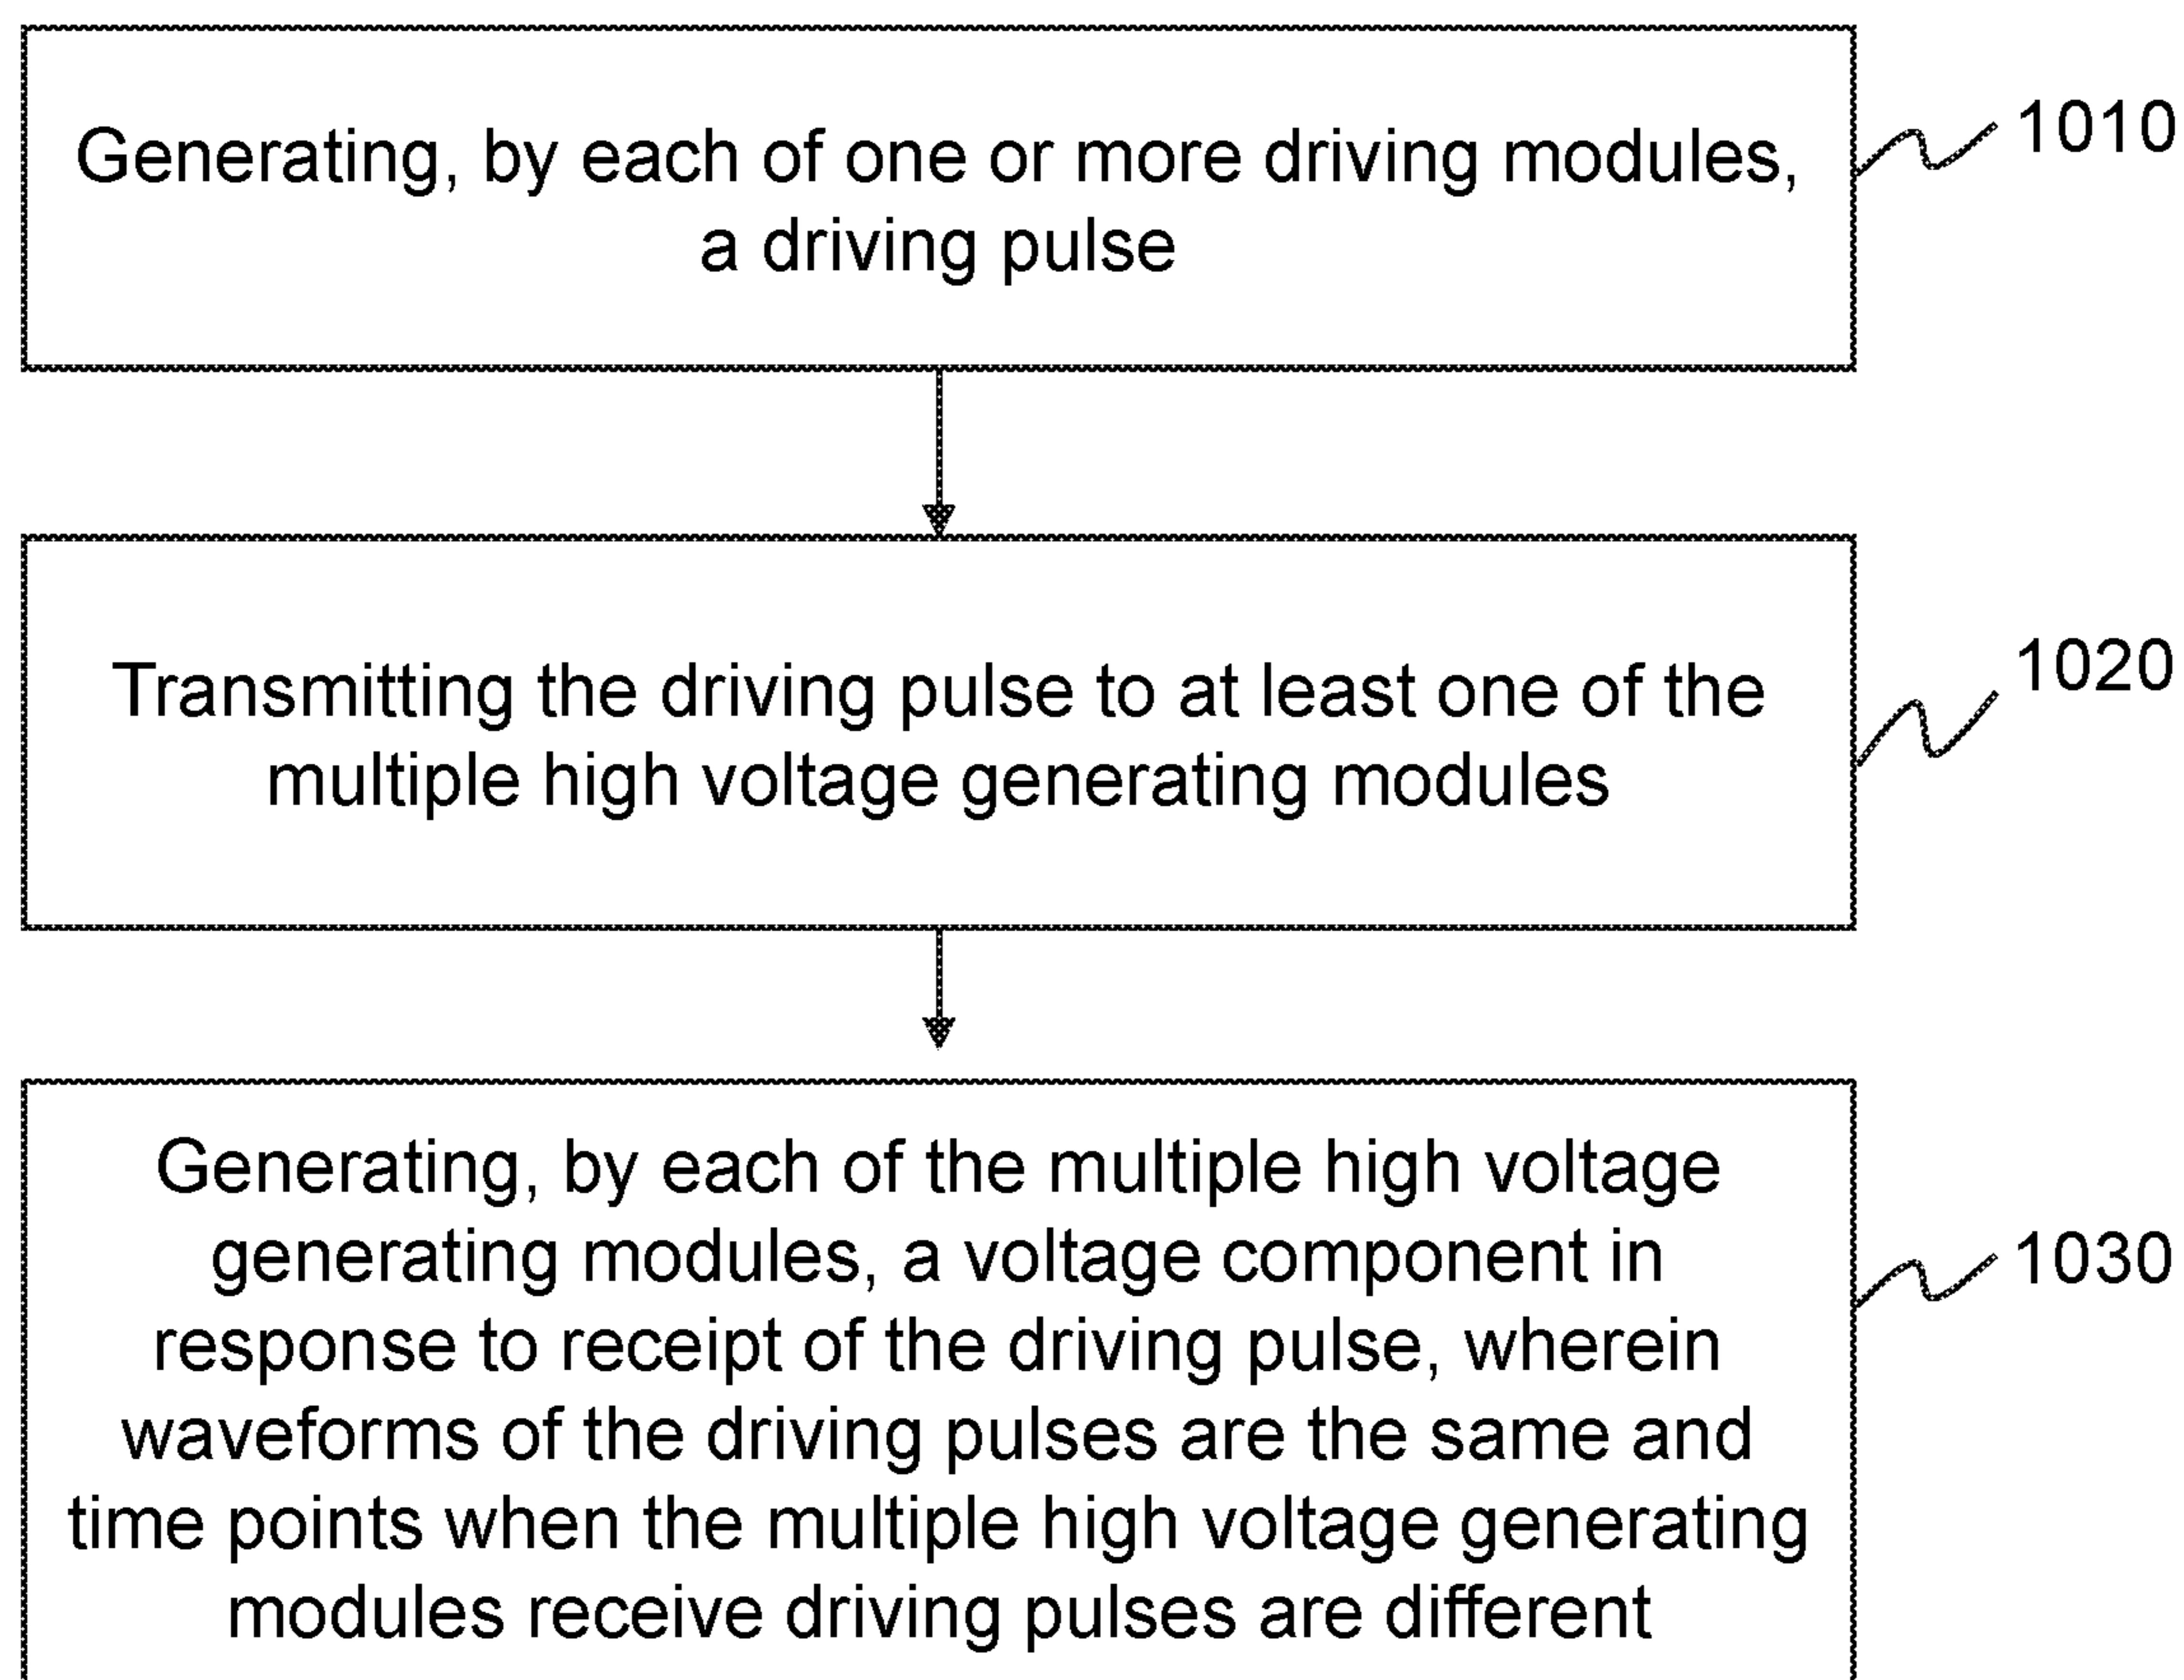 Generating, by each of one or more driving modules,
a driving pulse
1010
Transmitting the driving pulse to at least one of the
multiple high voltage generating modules
1020
Generating, by each of the multiple high voltage
generating modules, a voltage component in
response to receipt of the driving pulse, wherein
waveforms of the driving pulses are the same and
time points when the multiple high voltage generating
modules receive driving pulses are different
1030